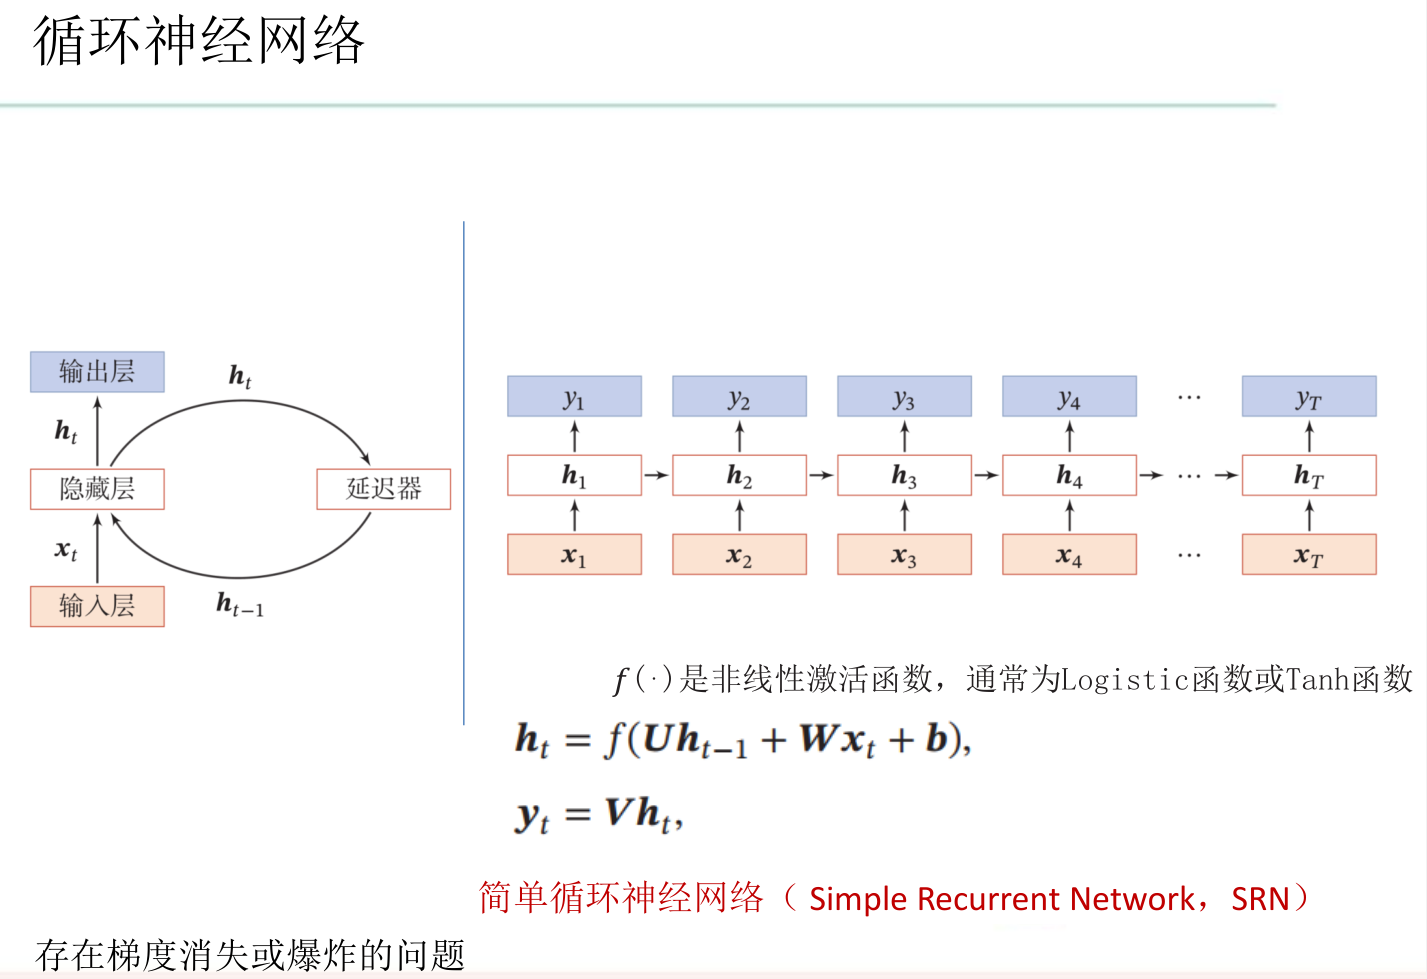 循环神经网络
输出层
h_t
h_t
隐藏层
延迟器
x_t
h_{t−1}
输入层
y_1 y_2 y_3 y_4 ··· y_T
h_1 h_2 h_3 h_4 ··· h_T
x_1 x_2 x_3 x_4 ··· x_T
f(·)是非线性激活函数，通常为Logistic函数或Tanh函数
h_t = f(Uh_{t−1} + Wx_t + b),
y_t = Vh_t,
简单循环神经网络（ Simple Recurrent Network，SRN）
存在梯度消失或爆炸的问题